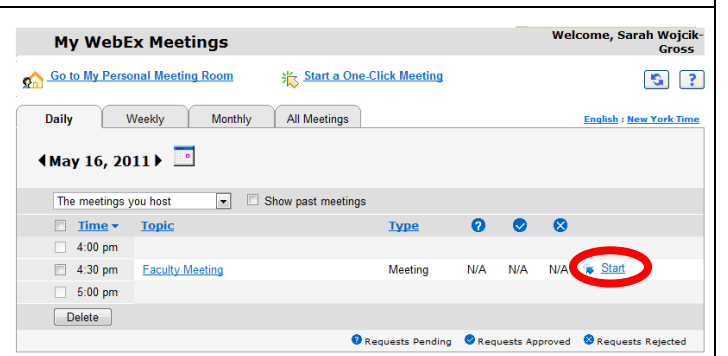 My WebEx Meetings
Welcome, Sarah Wojcik-
Gross
Go to My Personal Meeting Room Start a One-Click Meeting
?
Daily Weekly Monthly All Meetings English : New York Time
May 16, 2011
The meetings you host Show past meetings
Time Topic Type ?
4:00 pm
4:30 pm Faculty Meeting Meeting N/A N/A N/A Start
5:00 pm
Delete
? Requests Pending Requests Approved Requests Rejected